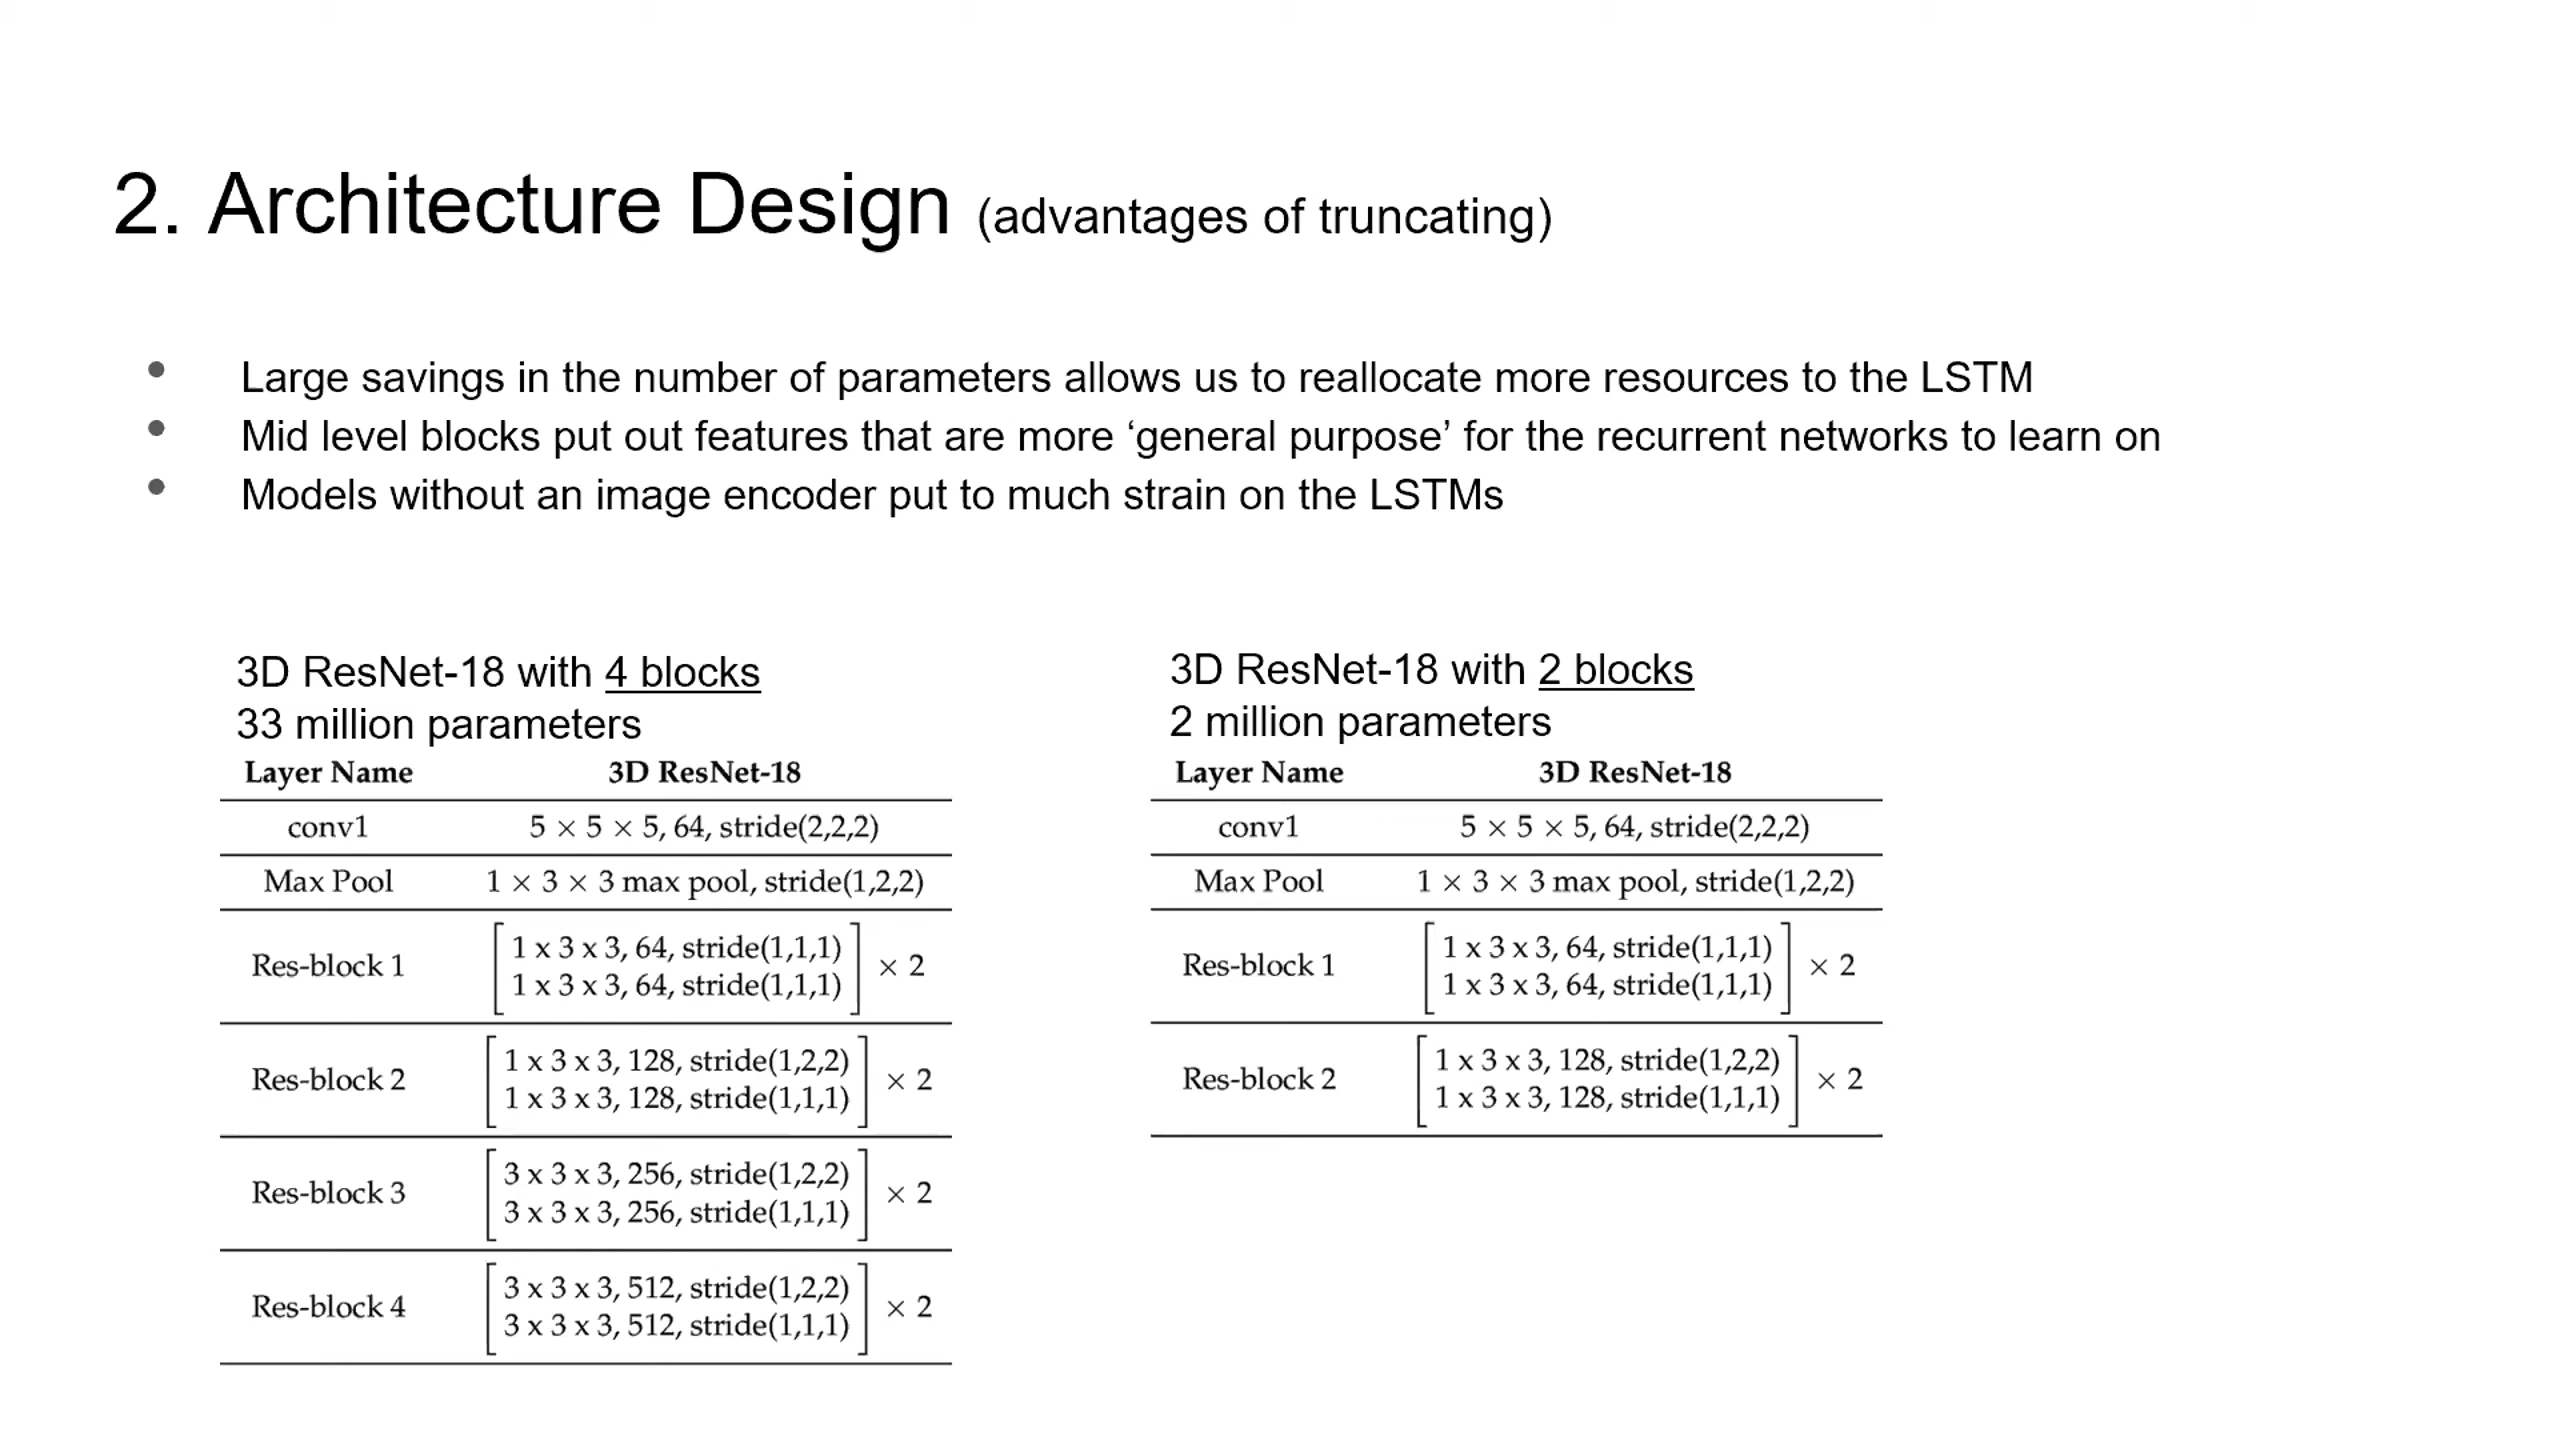 2. Architecture Design (advantages of truncating)
• Large savings in the number of parameters allows us to reallocate more resources to the LSTM
• Mid level blocks put out features that are more ‘general purpose’ for the recurrent networks to learn on
• Models without an image encoder put to much strain on the LSTMs
3D ResNet-18 with 4 blocks
33 million parameters
Layer Name 3D ResNet-18
conv1 5 × 5 × 5, 64, stride(2,2,2)
Max Pool 1 × 3 × 3 max pool, stride(1,2,2)
1 x 3 x 3, 64, stride(1,1,1)
Res-block 1 × 2
1 x 3 x 3, 64, stride(1,1,1)
1 x 3 x 3, 128, stride(1,2,2)
Res-block 2 × 2
1 x 3 x 3, 128, stride(1,1,1)
3 x 3 x 3, 256, stride(1,2,2)
Res-block 3 × 2
3 x 3 x 3, 256, stride(1,1,1)
3 x 3 x 3, 512, stride(1,2,2)
Res-block 4 × 2
3 x 3 x 3, 512, stride(1,1,1)
3D ResNet-18 with 2 blocks
2 million parameters
Layer Name 3D ResNet-18
conv1 5 × 5 × 5, 64, stride(2,2,2)
Max Pool 1 × 3 × 3 max pool, stride(1,2,2)
1 x 3 x 3, 64, stride(1,1,1)
Res-block 1 × 2
1 x 3 x 3, 64, stride(1,1,1)
1 x 3 x 3, 128, stride(1,2,2)
Res-block 2 × 2
1 x 3 x 3, 128, stride(1,1,1)